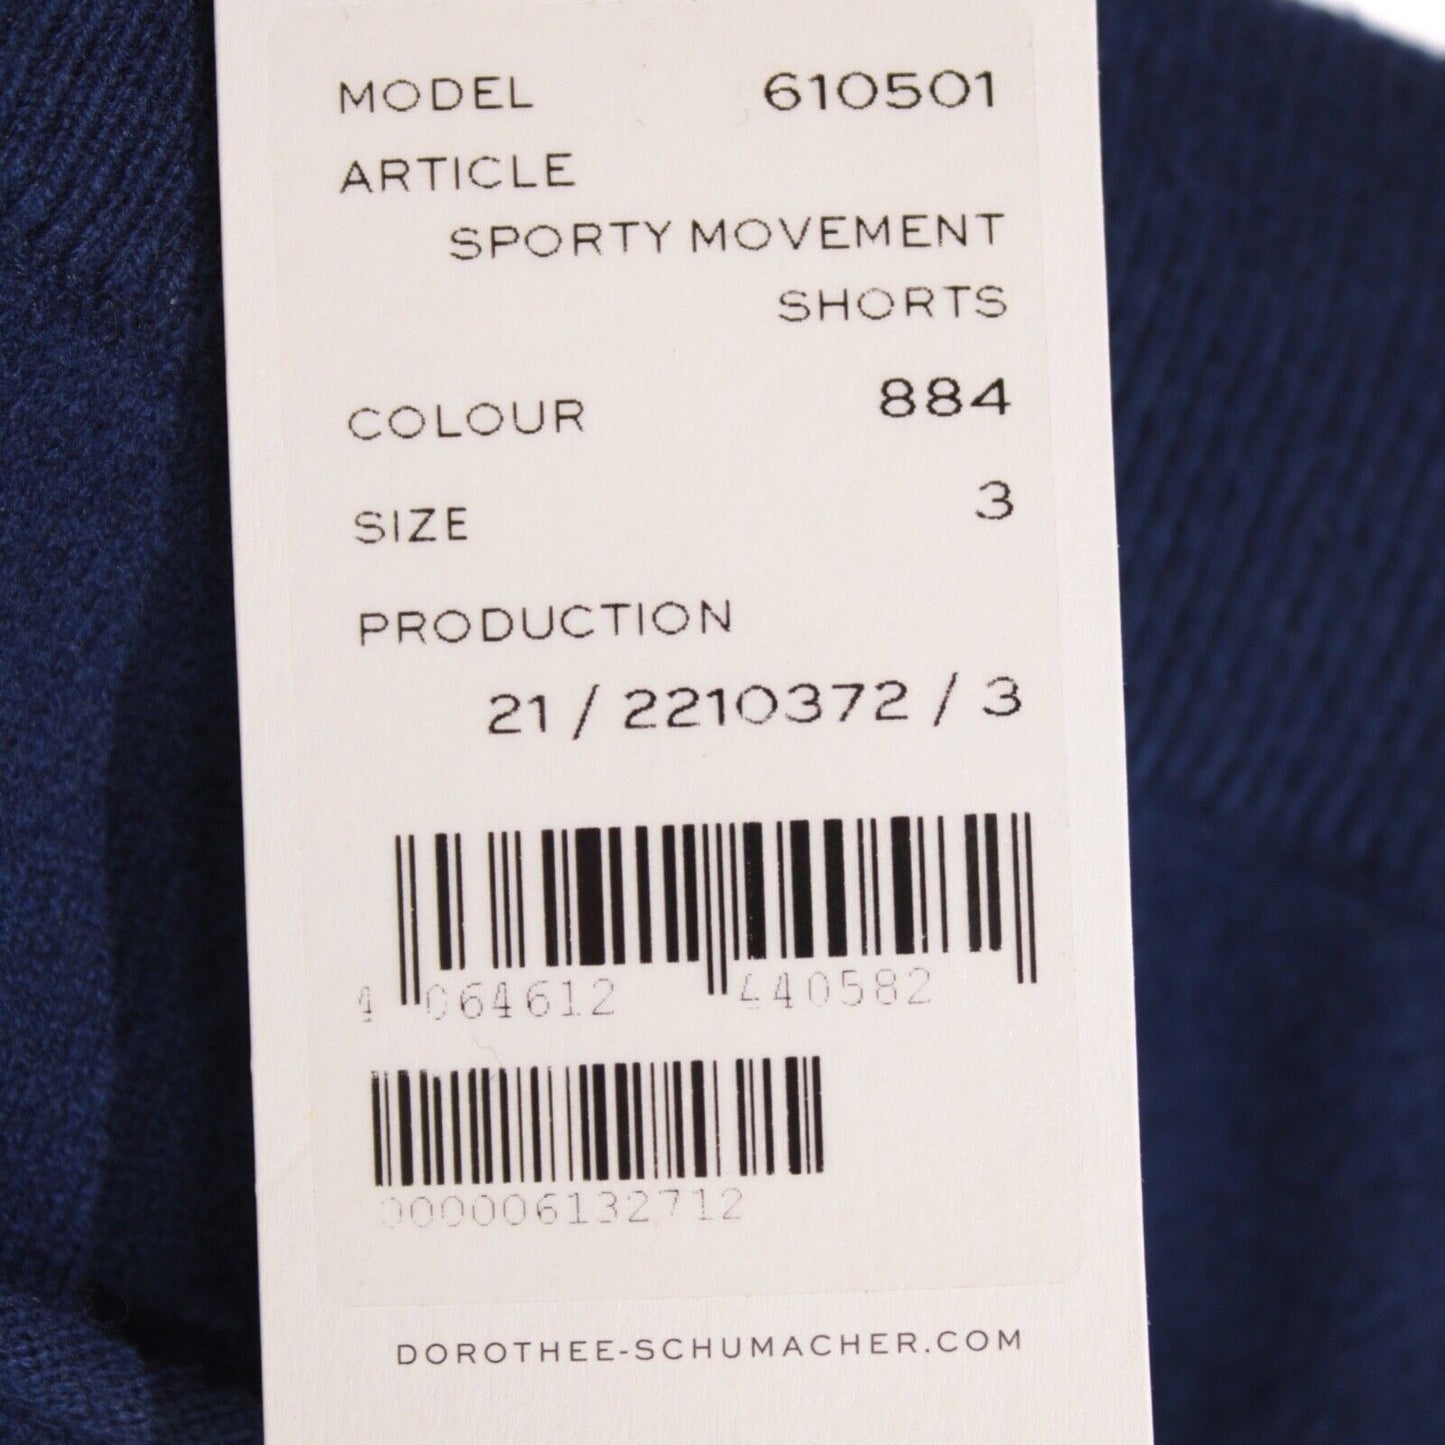 MODEL 610501
ARTICLE
SPORTY MOVEMENT
SHORTS
COLOUR 884
SIZE 3
PRODUCTION
21 / 2210372 / 3
4 064612 440582
000006132712
DOROTHEE-SCHUMACHER.COM